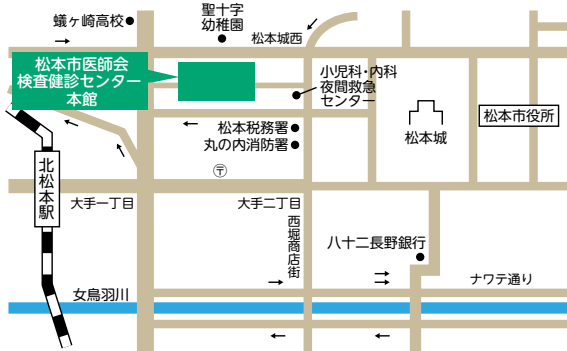 聖十字
幼稚園
蟻ヶ崎高校
松本城西
松本市医師会
検査健診センター
本館
小児科・内科
夜間救急
センター
松本市役所
松本城
松本税務署
丸の内消防署
〒
北松本駅
大手一丁目
大手二丁目
西堀商店街
八十二長野銀行
ナワテ通り
女鳥羽川